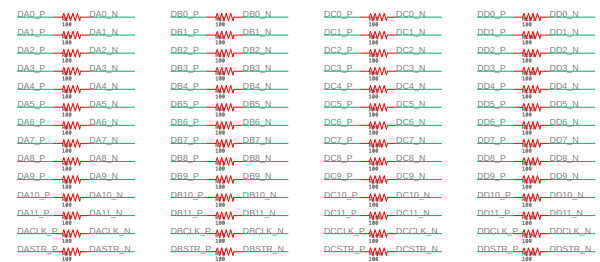 DA0_P 100 DA0_N DB0_P 100 DB0_N DC0_P 100 DC0_N DD0_P 100 DD0_N
DA1_P 100 DA1_N DB1_P 100 DB1_N DC1_P 100 DC1_N DD1_P 100 DD1_N
DA2_P 100 DA2_N DB2_P 100 DB2_N DC2_P 100 DC2_N DD2_P 100 DD2_N
DA3_P 100 DA3_N DB3_P 100 DB3_N DC3_P 100 DC3_N DD3_P 100 DD3_N
DA4_P 100 DA4_N DB4_P 100 DB4_N DC4_P 100 DC4_N DD4_P 100 DD4_N
DA5_P 100 DA5_N DB5_P 100 DB5_N DC5_P 100 DC5_N DD5_P 100 DD5_N
DA6_P 100 DA6_N DB6_P 100 DB6_N DC6_P 100 DC6_N DD6_P 100 DD6_N
DA7_P 100 DA7_N DB7_P 100 DB7_N DC7_P 100 DC7_N DD7_P 100 DD7_N
DA8_P 100 DA8_N DB8_P 100 DB8_N DC8_P 100 DC8_N DD8_P 100 DD8_N
DA9_P 100 DA9_N DB9_P 100 DB9_N DC9_P 100 DC9_N DD9_P 100 DD9_N
DA10_P 100 DA10_N DB10_P 100 DB10_N DC10_P 100 DC10_N DD10_P 100 DD10_N
DA11_P 100 DA11_N DB11_P 100 DB11_N DC11_P 100 DC11_N DD11_P 100 DD11_N
DACLK_P 100 DACLK_N DBCLK_P 100 DBCLK_N DCCLK_P 100 DCCLK_N DDCLK_P 100 DDCLK_N
DASTR_P 100 DASTR_N DBSTR_P 100 DBSTR_N DCSTR_P 100 DCSTR_N DDSTR_P 100 DDSTR_N